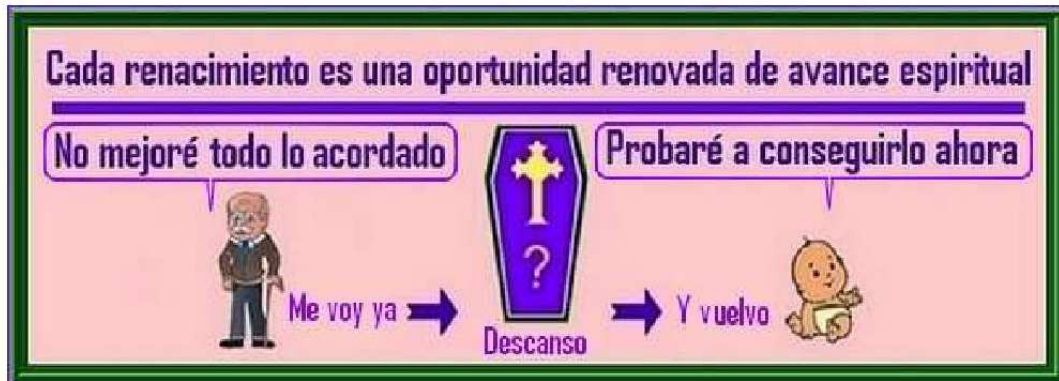 Cada renacimiento es una oportunidad renovada de avance espiritual
No mejoré todo lo acordado
Probaré a conseguirlo ahora
?
Me voy ya
Descanso
Y vuelvo